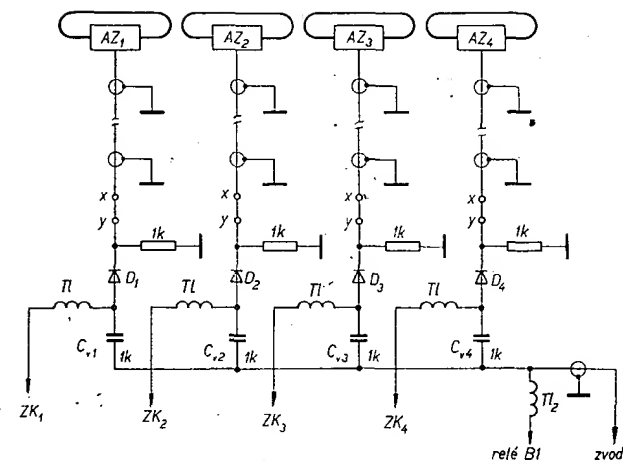 AZ1 AZ2 AZ3 AZ4
x x x x
y y y y
1k 1k 1k 1k
D1 D2 D3 D4
Tl Tl Tl Tl
Cv1 1k Cv2 1k Cv3 1k Cv4 1k
Tl2
ZK1 ZK2 ZK3 ZK4
relé B1 zvod